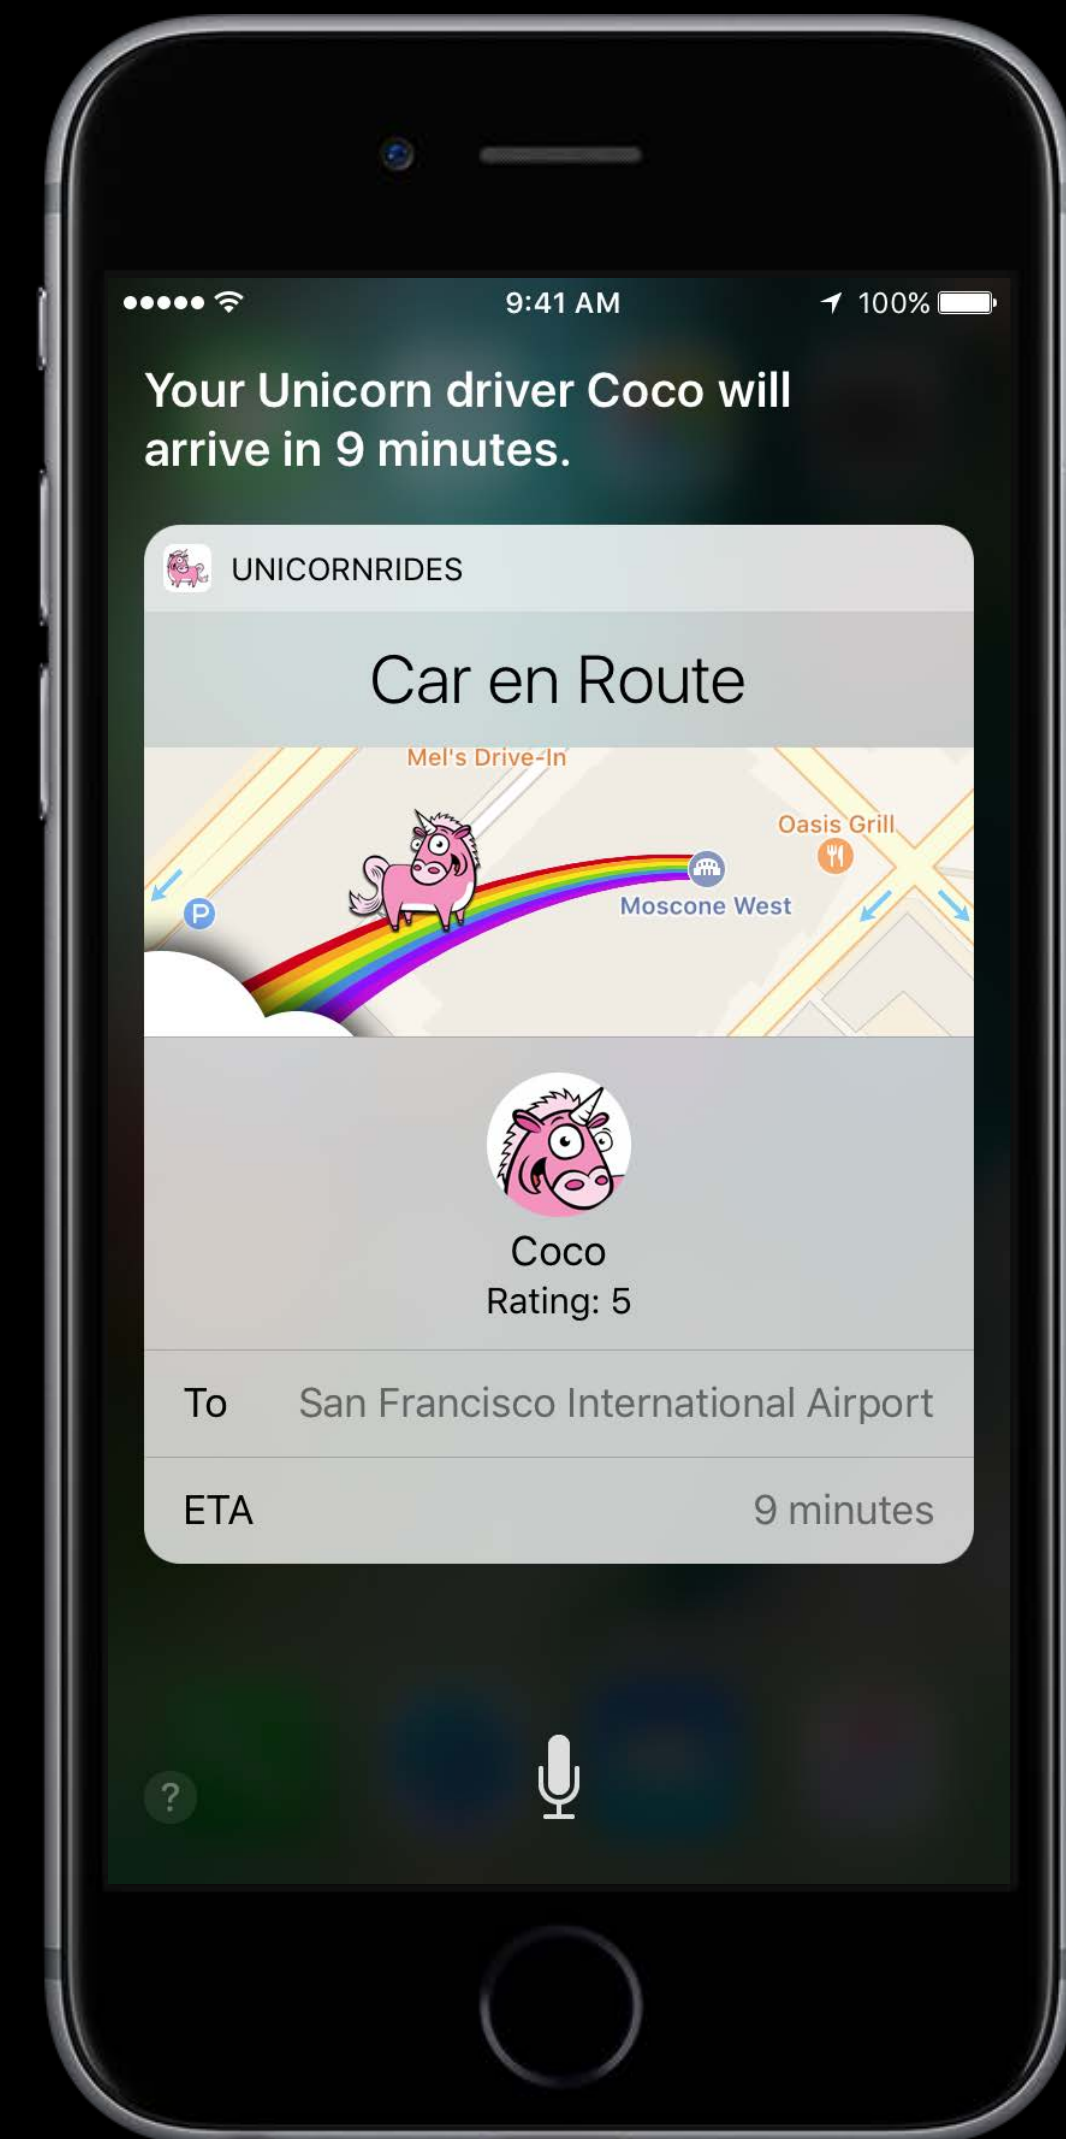 9:41 AM
100%
Your Unicorn driver Coco will
arrive in 9 minutes.
UNICORNRIDES
Car en Route
Mel's Drive-In
Oasis Grill
P
Moscone West
Coco
Rating: 5
To San Francisco International Airport
ETA 9 minutes
?